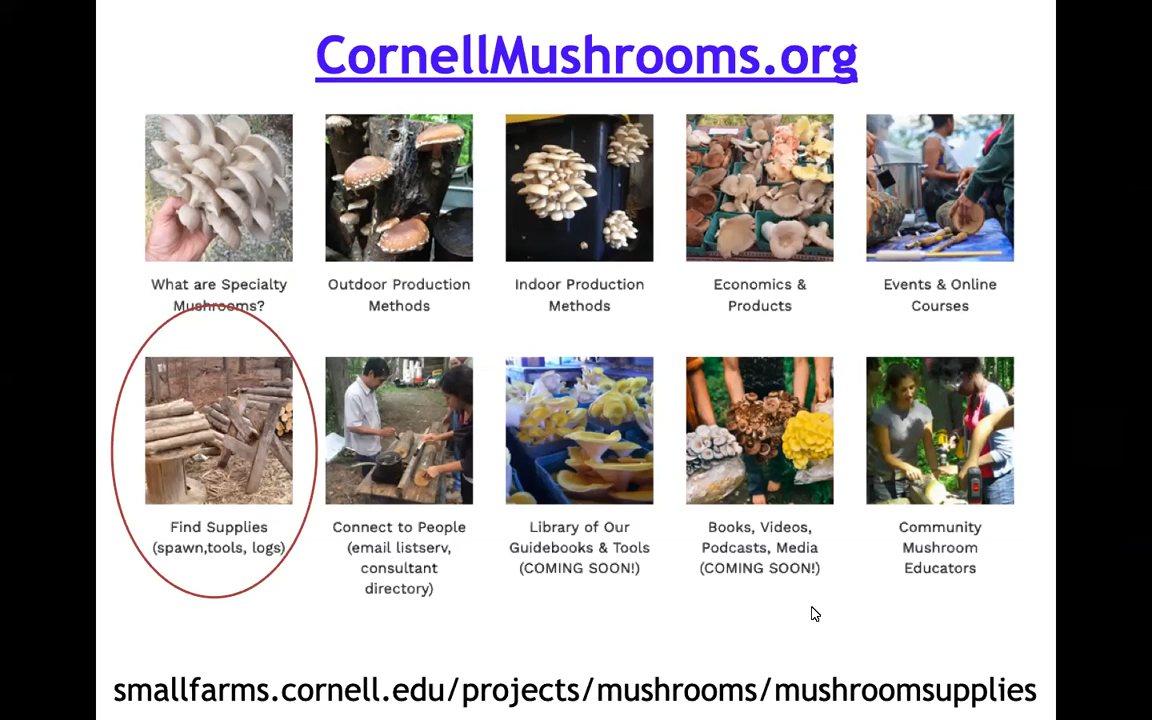 CornellMushrooms.org
What are Specialty
Mushrooms?
Outdoor Production
Methods
Indoor Production
Methods
Economics &
Products
Events & Online
Courses
Find Supplies
(spawn,tools, logs)
Connect to People
(email listserv,
consultant
directory)
Library of Our
Guidebooks & Tools
(COMING SOON!)
Books, Videos,
Podcasts, Media
(COMING SOON!)
Community
Mushroom
Educators
smallfarms.cornell.edu/projects/mushrooms/mushroomsupplies